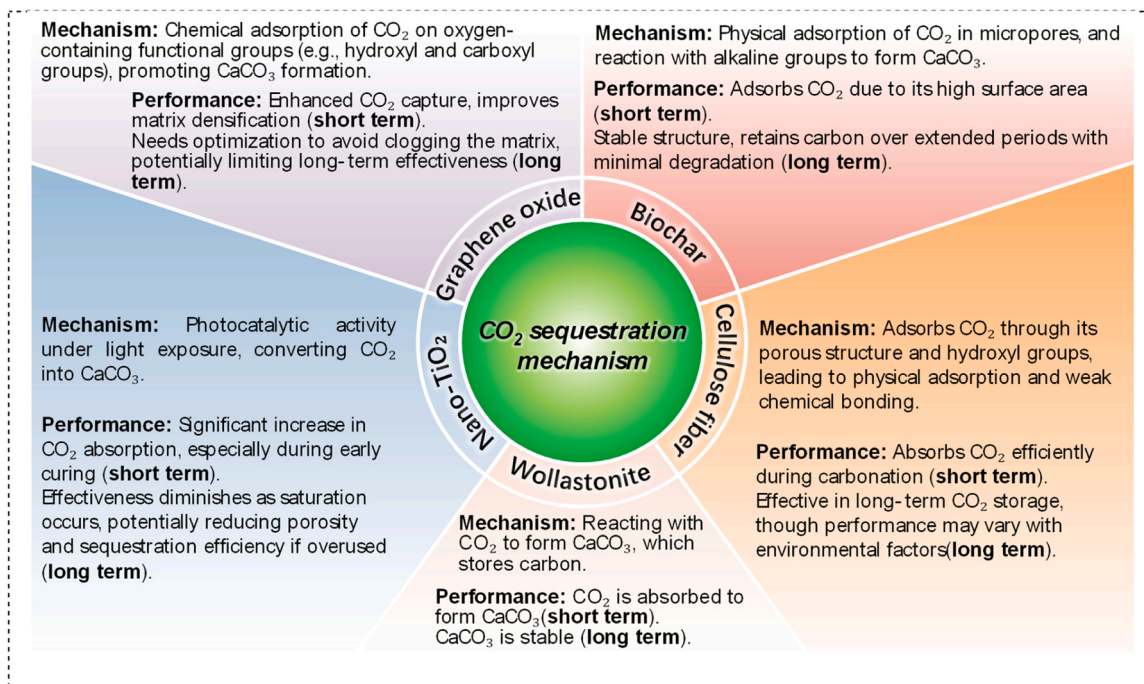 Mechanism: Chemical adsorption of CO₂ on oxygen-
containing functional groups (e.g., hydroxyl and carboxyl
groups), promoting CaCO₃ formation.
Performance: Enhanced CO₂ capture, improves
matrix densification (short term).
Needs optimization to avoid clogging the matrix,
potentially limiting long-term effectiveness (long
term).
Mechanism: Physical adsorption of CO₂ in micropores, and
reaction with alkaline groups to form CaCO₃.
Performance: Adsorbs CO₂ due to its high surface area
(short term).
Stable structure, retains carbon over extended periods with
minimal degradation (long term).
Graphene oxide
Biochar
Nano-TiO₂
CO₂ sequestration
mechanism
Cellulose fiber
Wollastonite
Mechanism: Photocatalytic activity
under light exposure, converting CO₂
into CaCO₃.
Performance: Significant increase in
CO₂ absorption, especially during early
curing (short term).
Effectiveness diminishes as saturation
occurs, potentially reducing porosity
and sequestration efficiency if overused
(long term).
Mechanism: Adsorbs CO₂ through its
porous structure and hydroxyl groups,
leading to physical adsorption and weak
chemical bonding.
Performance: Absorbs CO₂ efficiently
during carbonation (short term).
Effective in long-term CO₂ storage,
though performance may vary with
environmental factors(long term).
Mechanism: Reacting with
CO₂ to form CaCO₃, which
stores carbon.
Performance: CO₂ is absorbed to
form CaCO₃(short term).
CaCO₃ is stable (long term).